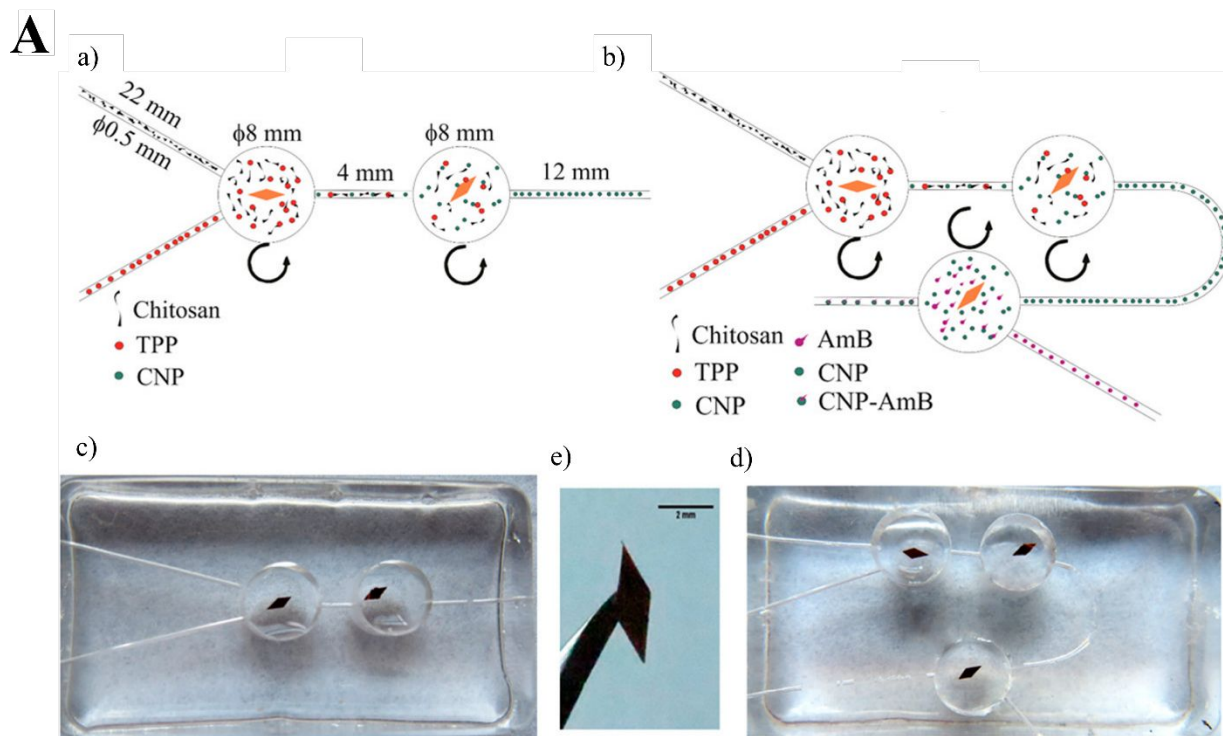 A
a)
22 mm
ϕ0.5 mm
ϕ8 mm
4 mm
ϕ8 mm
12 mm
Chitosan
TPP
CNP
b)
Chitosan
TPP
CNP
AmB
CNP
CNP-AmB
c)
e)
2 mm
d)